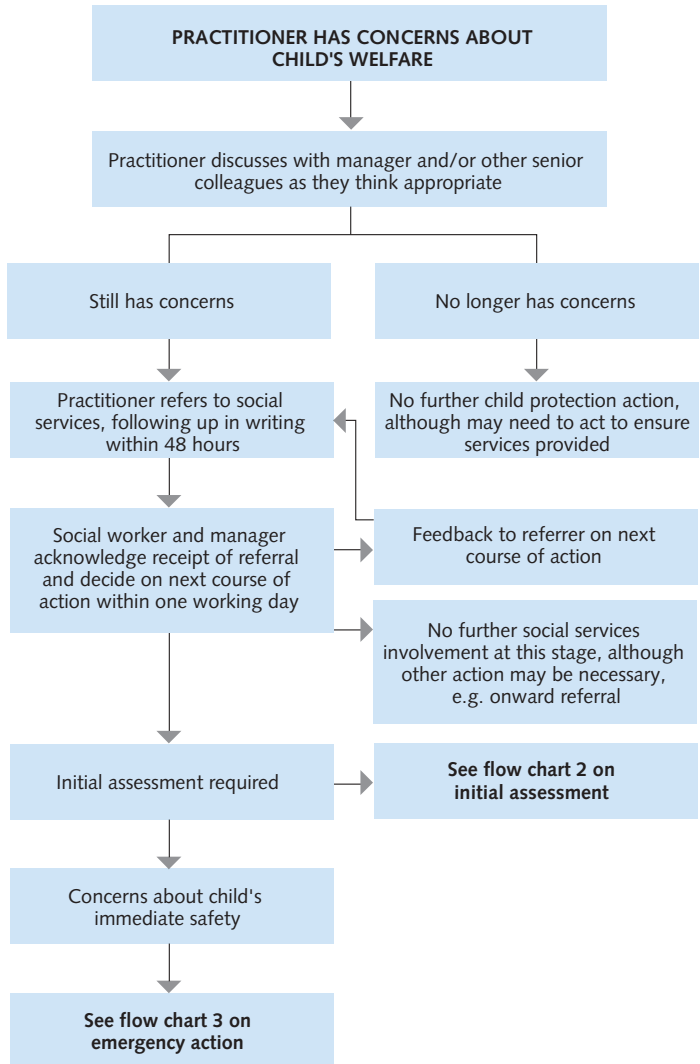 PRACTITIONER HAS CONCERNS ABOUT
CHILD'S WELFARE
Practitioner discusses with manager and/or other senior
colleagues as they think appropriate
Still has concerns
No longer has concerns
Practitioner refers to social
services, following up in writing
within 48 hours
No further child protection action,
although may need to act to ensure
services provided
Social worker and manager
acknowledge receipt of referral
and decide on next course of
action within one working day
Feedback to referrer on next
course of action
No further social services
involvement at this stage, although
other action may be necessary,
e.g. onward referral
Initial assessment required
See flow chart 2 on
initial assessment
Concerns about child's
immediate safety
See flow chart 3 on
emergency action